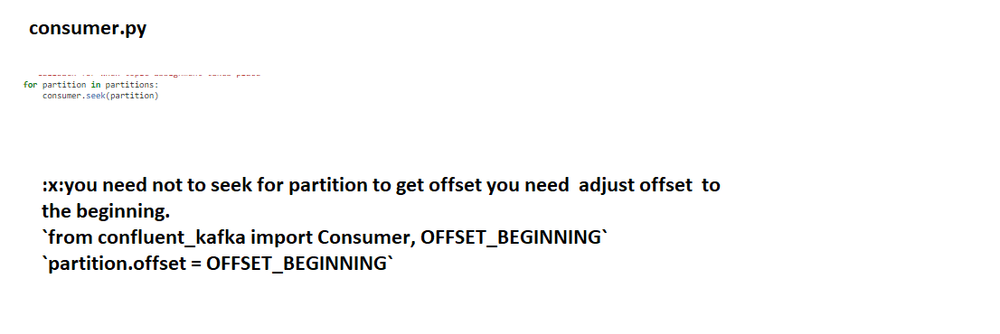 consumer.py
for partition in partitions:
consumer.seek(partition)
:x:you need not to seek for partition to get offset you need  adjust offset  to
the beginning.
`from confluent_kafka import Consumer, OFFSET_BEGINNING`
`partition.offset = OFFSET_BEGINNING`